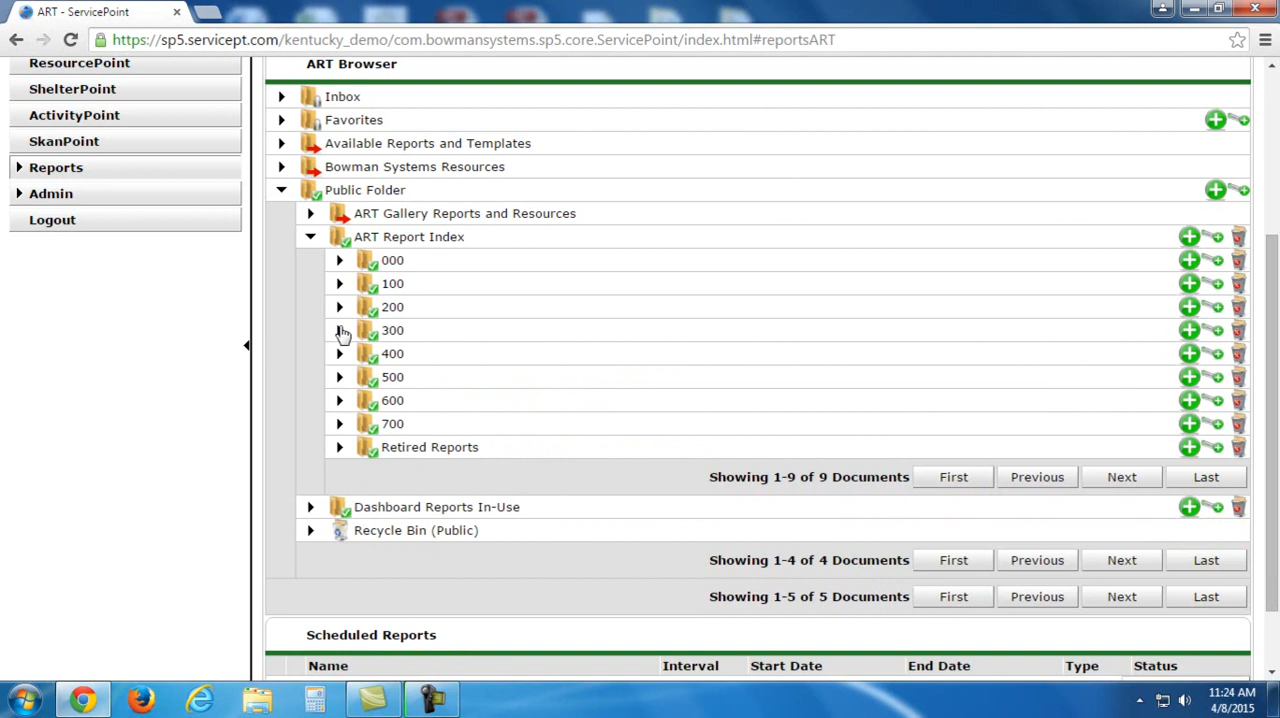 ART - ServicePoint
https://sp5.servicept.com/kentucky_demo/com.bowmansystems.sp5.core.ServicePoint/index.html#reportsART
ResourcePoint
ShelterPoint
ActivityPoint
SkanPoint
Reports
Admin
Logout
ART Browser
Inbox
Favorites
Available Reports and Templates
Bowman Systems Resources
Public Folder
ART Gallery Reports and Resources
ART Report Index
000
100
200
300
400
500
600
700
Retired Reports
Showing 1-9 of 9 Documents First Previous Next Last
Dashboard Reports In-Use
Recycle Bin (Public)
Showing 1-4 of 4 Documents First Previous Next Last
Showing 1-5 of 5 Documents First Previous Next Last
Scheduled Reports
Name Interval Start Date End Date Type Status
11:24 AM
4/8/2015